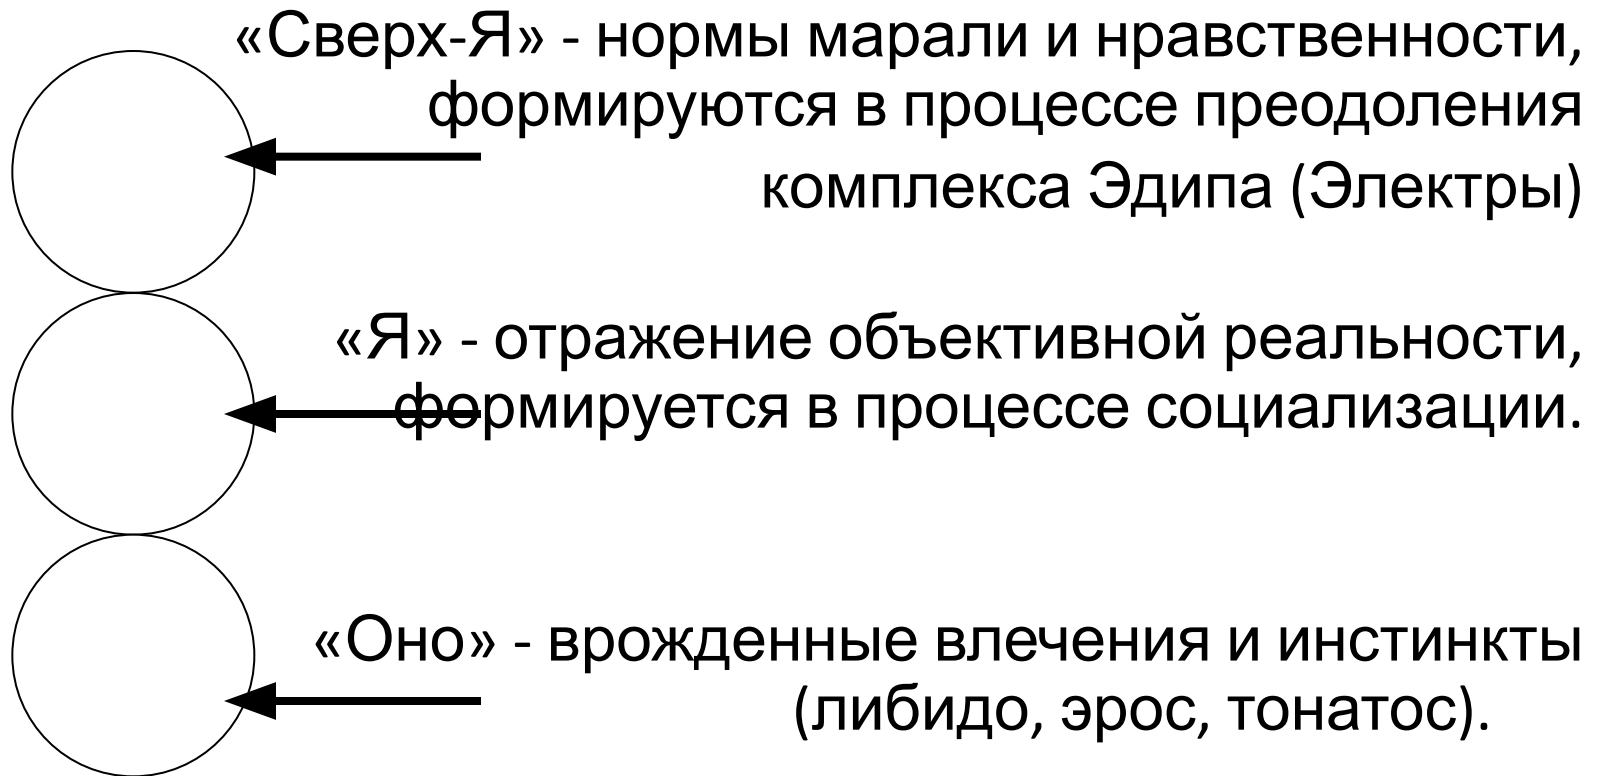 «Сверх-Я» - нормы марали и нравственности,
формируются в процессе преодоления
комплекса Эдипа (Электры)
«Я» - отражение объективной реальности,
формируется в процессе социализации.
«Оно» - врожденные влечения и инстинкты
(либидо, эрос, тонатос).